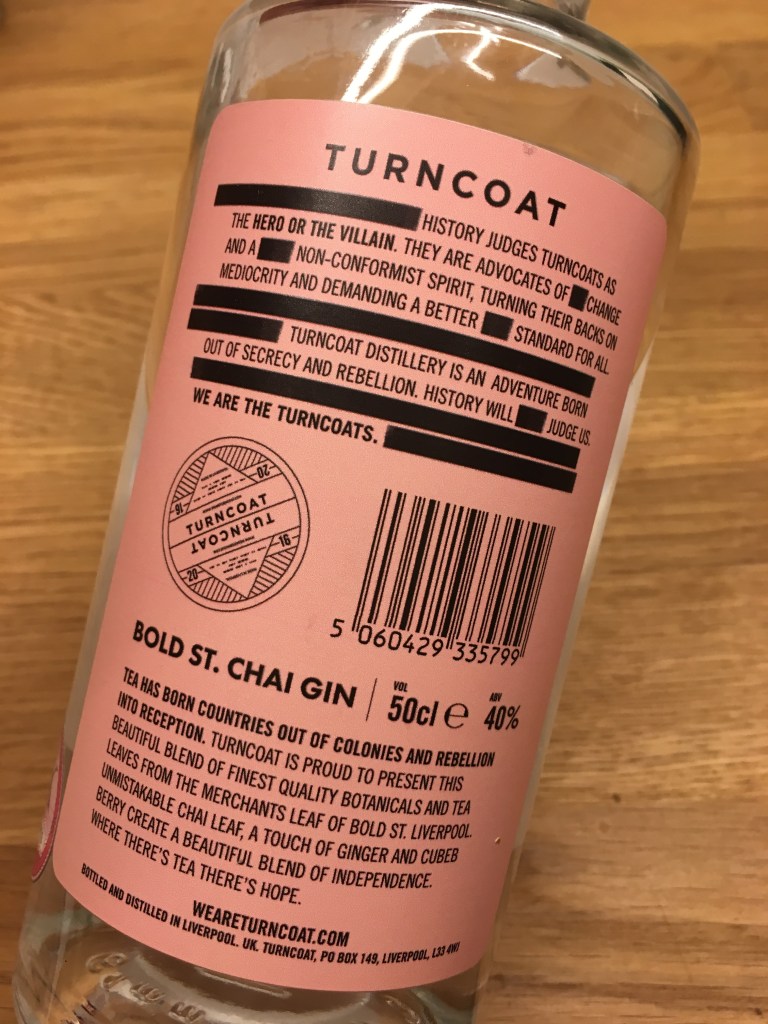 TURNCOAT
HISTORY JUDGES TURNCOATS AS
THE HERO OR THE VILLAIN. THEY ARE ADVOCATES OF CHANGE
AND A NON-CONFORMIST SPIRIT, TURNING THEIR BACKS ON
MEDIOCRITY AND DEMANDING A BETTER STANDARD FOR ALL.
TURNCOAT DISTILLERY IS AN ADVENTURE BORN
OUT OF SECRECY AND REBELLION. HISTORY WILL JUDGE US.
WE ARE THE TURNCOATS.
20
16
TURNCOAT
TURNCOAT
20
16
5 060429 335799
BOLD ST. CHAI GIN
VOL
50cl e
ABV
40%
TEA HAS BORN COUNTRIES OUT OF COLONIES AND REBELLION
INTO RECEPTION. TURNCOAT IS PROUD TO PRESENT THIS
BEAUTIFUL BLEND OF FINEST QUALITY BOTANICALS AND TEA
LEAVES FROM THE MERCHANTS LEAF OF BOLD ST. LIVERPOOL.
UNMISTAKABLE CHAI LEAF, A TOUCH OF GINGER AND CUBEB
BERRY CREATE A BEAUTIFUL BLEND OF INDEPENDENCE.
WHERE THERE'S TEA THERE'S HOPE.
WEARETURNCOAT.COM
BOTTLED AND DISTILLED IN LIVERPOOL. UK. TURNCOAT, PO BOX 149, LIVERPOOL, L33 4WJ